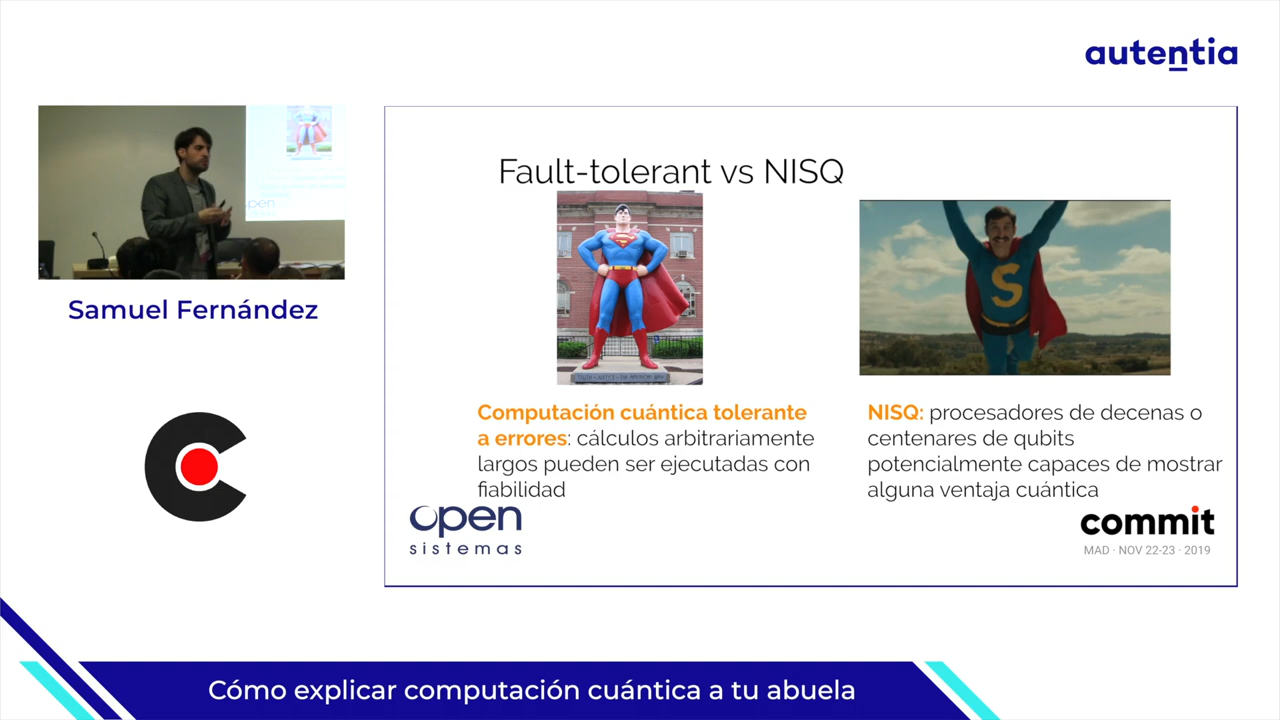 autentia
Samuel Fernández
Fault-tolerant vs NISQ
Computación cuántica tolerante
a errores: cálculos arbitrariamente
largos pueden ser ejecutadas con
fiabilidad
NISQ: procesadores de decenas o
centenares de qubits
potencialmente capaces de mostrar
alguna ventaja cuántica
open
sistemas
commit
MAD · NOV 22-23 · 2019
Cómo explicar computación cuántica a tu abuela
S